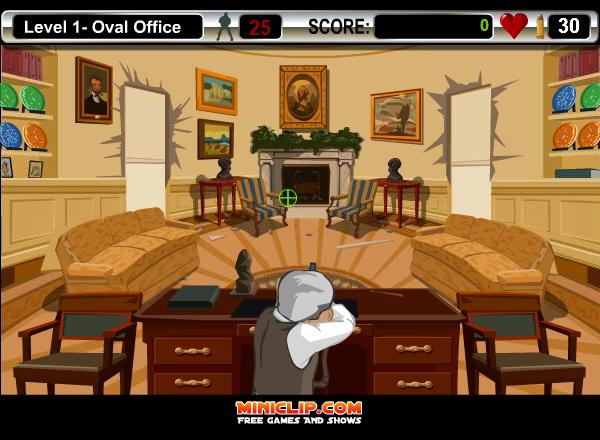 Level 1- Oval Office
25
SCORE:
0
30
MINICLIP.COM
FREE GAMES AND SHOWS